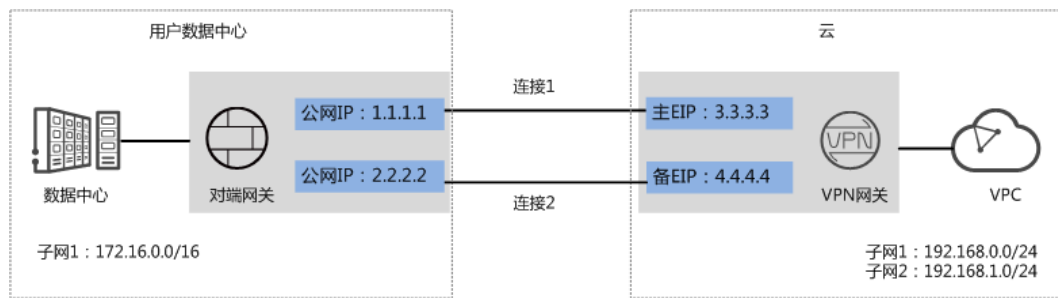 用户数据中心
云
连接1
公网IP：1.1.1.1
主EIP：3.3.3.3
VPN
公网IP：2.2.2.2
备EIP：4.4.4.4
数据中心
对端网关
连接2
VPN网关
VPC
子网1：172.16.0.0/16
子网1：192.168.0.0/24
子网2：192.168.1.0/24